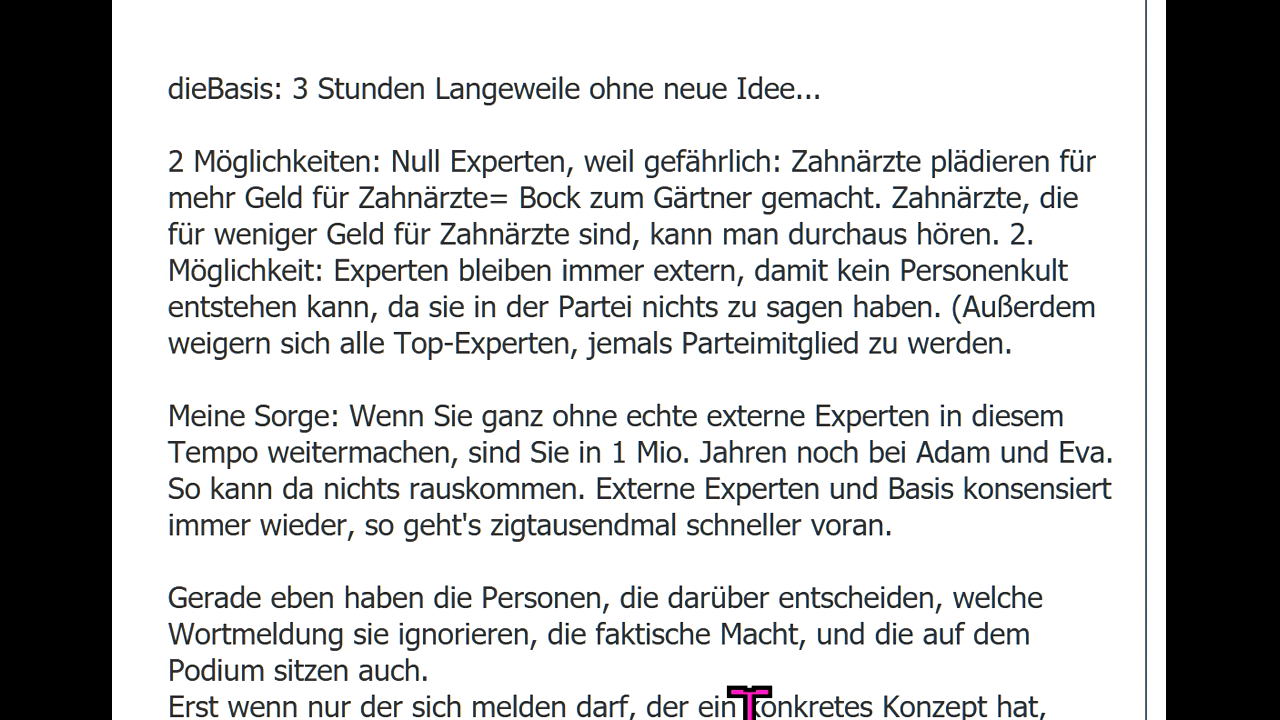 dieBasis: 3 Stunden Langeweile ohne neue Idee...
2 Möglichkeiten: Null Experten, weil gefährlich: Zahnärzte plädieren für
mehr Geld für Zahnärzte= Bock zum Gärtner gemacht. Zahnärzte, die
für weniger Geld für Zahnärzte sind, kann man durchaus hören. 2.
Möglichkeit: Experten bleiben immer extern, damit kein Personenkult
entstehen kann, da sie in der Partei nichts zu sagen haben. (Außerdem
weigern sich alle Top-Experten, jemals Parteimitglied zu werden.
Meine Sorge: Wenn Sie ganz ohne echte externe Experten in diesem
Tempo weitermachen, sind Sie in 1 Mio. Jahren noch bei Adam und Eva.
So kann da nichts rauskommen. Externe Experten und Basis konsensiert
immer wieder, so geht's zigtausendmal schneller voran.
Gerade eben haben die Personen, die darüber entscheiden, welche
Wortmeldung sie ignorieren, die faktische Macht, und die auf dem
Podium sitzen auch.
Erst wenn nur der sich melden darf, der ein konkretes Konzept hat,